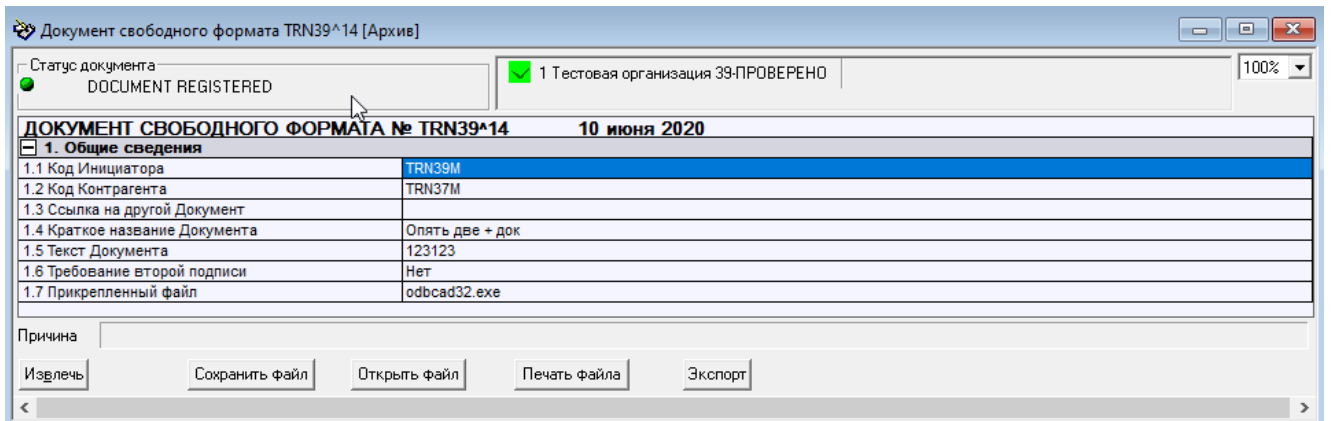 Документ свободного формата TRN39^14 [Архив]
Статус документа
DOCUMENT REGISTERED
1 Тестовая организация 39-ПРОВЕРЕНО
100%
ДОКУМЕНТ СВОБОДНОГО ФОРМАТА № TRN39^14 10 июня 2020
1. Общие сведения
1.1 Код Инициатора TRN39M
1.2 Код Контрагента TRN37M
1.3 Ссылка на другой Документ
1.4 Краткое название Документа Опять две + док
1.5 Текст Документа 123123
1.6 Требование второй подписи Нет
1.7 Прикрепленный файл odbcad32.exe
Причина
Извлечь Сохранить файл Открыть файл Печать файла Экспорт